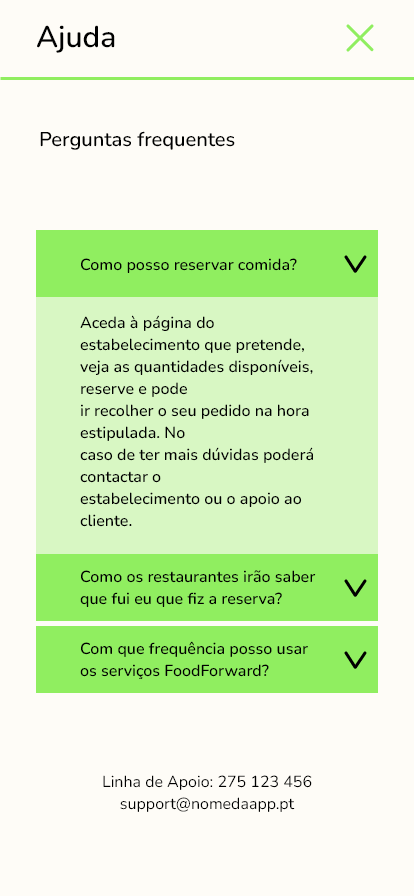 Ajuda
Perguntas frequentes
Como posso reservar comida?
Aceda à página do
estabelecimento que pretende,
veja as quantidades disponíveis,
reserve e pode
ir recolher o seu pedido na hora
estipulada. No
caso de ter mais dúvidas poderá
contactar o
estabelecimento ou o apoio ao
cliente.
Como os restaurantes irão saber
que fui eu que fiz a reserva?
Com que frequência posso usar
os serviços FoodForward?
Linha de Apoio: 275 123 456
support@nomedaapp.pt